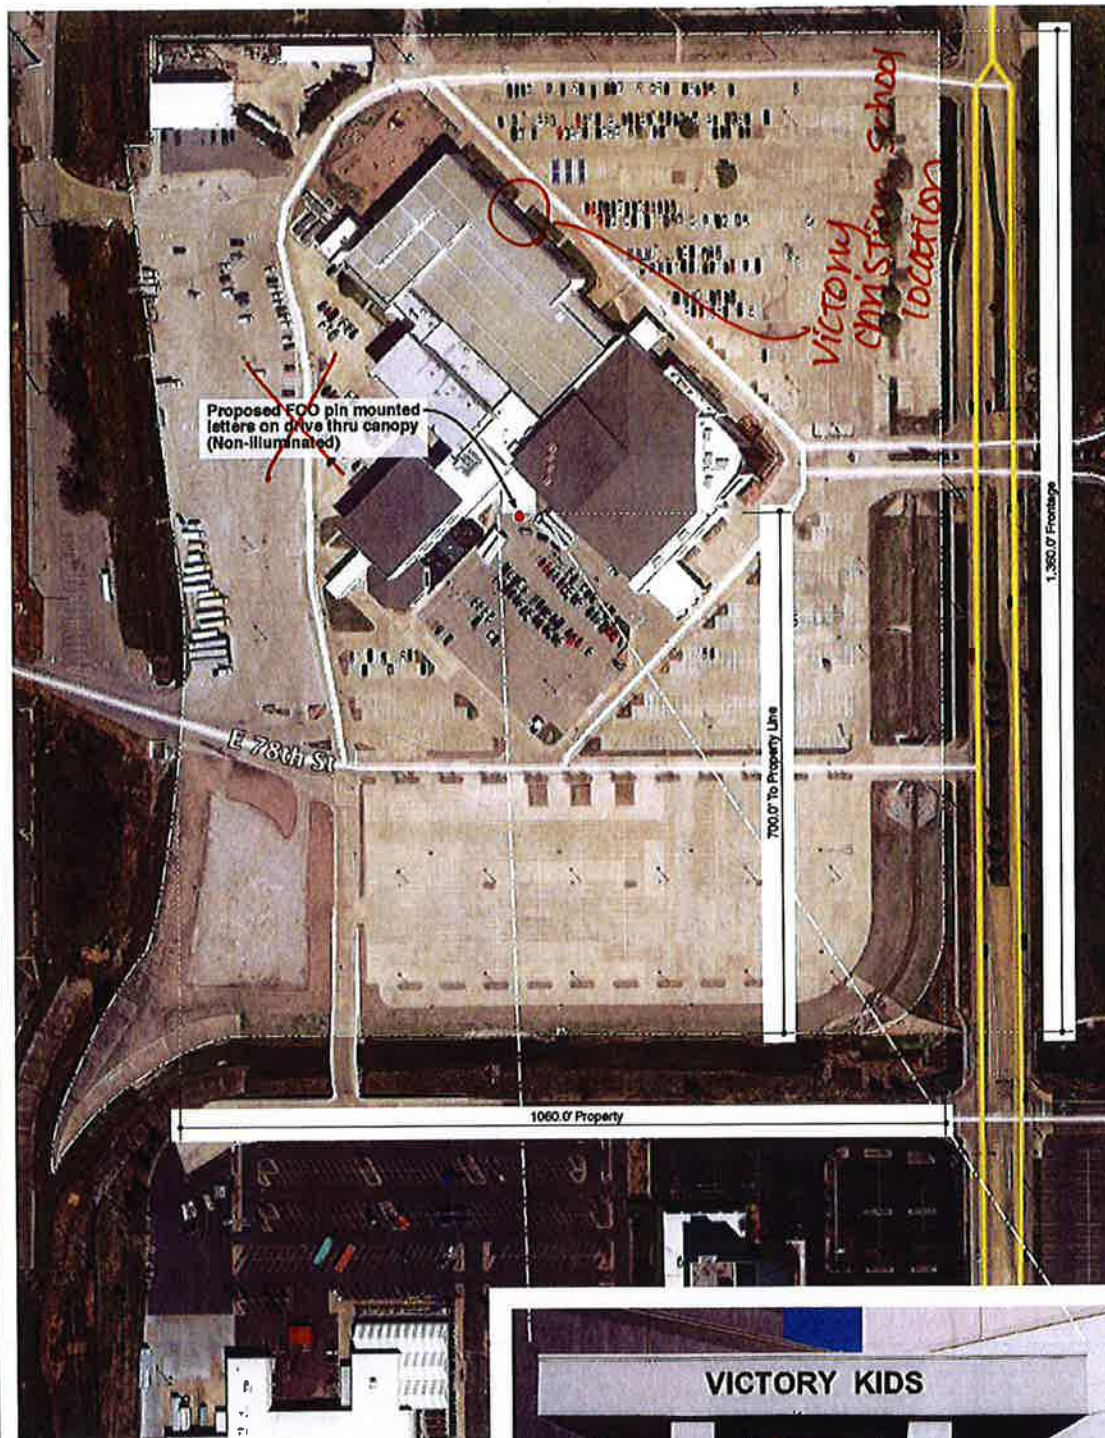 Victory
Christian School
location
Proposed FCO pin mounted
letters on drive thru canopy
(Non-illuminated)
1,360.0' Frontage
E 78th St
700.0' To Property Line
1060.0' Property
VICTORY KIDS